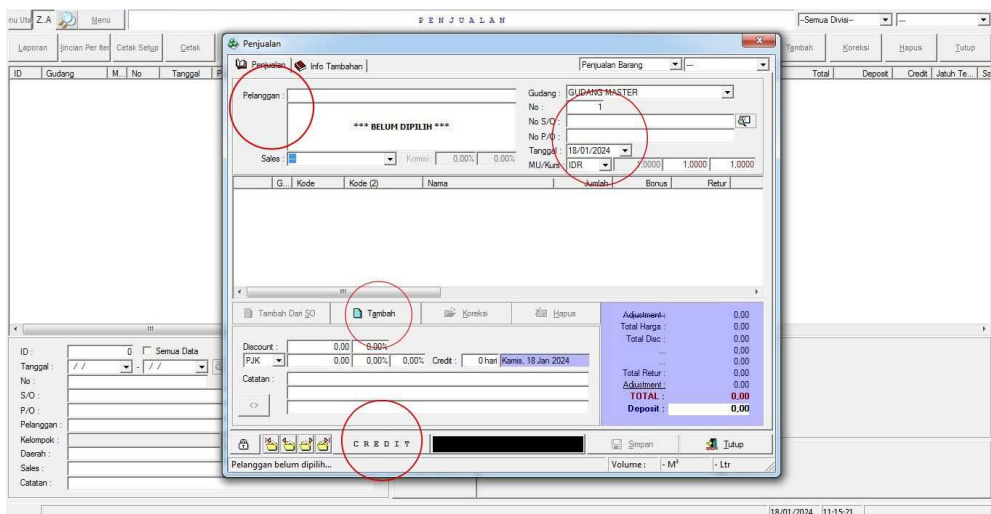 nu Uta Z..A Menu P E N J U A L A N --Semua Divisi-- ---
Laporan Cetak Setup Cetak Tambah Koreksi Hapus Tutup
ID Gudang M... No Tanggal Total Deposit Credit Jatuh Te...
Penjualan
Penjualan Info Tambahan Penjualan Barang ---
Pelanggan : Gudang : GUDANG MASTER
No : 1
*** BELUM DIPILIH *** No S/O :
No P/O :
Tanggal : 18/01/2024
Sales : --- Komisi 0,00% 0,00% MU/Kurs : IDR 1,0000 1,0000 1,0000
G... Kode Kode (2) Nama Jumlah Bonus Retur
Tambah Dari SO Tambah Koreksi Hapus
Adjustment : 0,00
Total Harga : 0,00
Total Disc : 0,00
... 0,00
... 0,00
Total Retur : 0,00
Adjustment : 0,00
TOTAL : 0,00
Deposit : 0,00
Discount : 0,00 0,00%
PJK 0,00 0,00% 0,00% Credit : 0 hari Kamis, 18 Jan 2024
Catatan :
<>
C R E D I T Simpan Tutup
Pelanggan belum dipilih... Volume : - M³ - Ltr
ID : 0 Semua Data
Tanggal : / / - / /
No :
S/O :
P/O :
Pelanggan :
Kelompok :
Daerah :
Sales :
Catatan :
18/01/2024 11:15:21